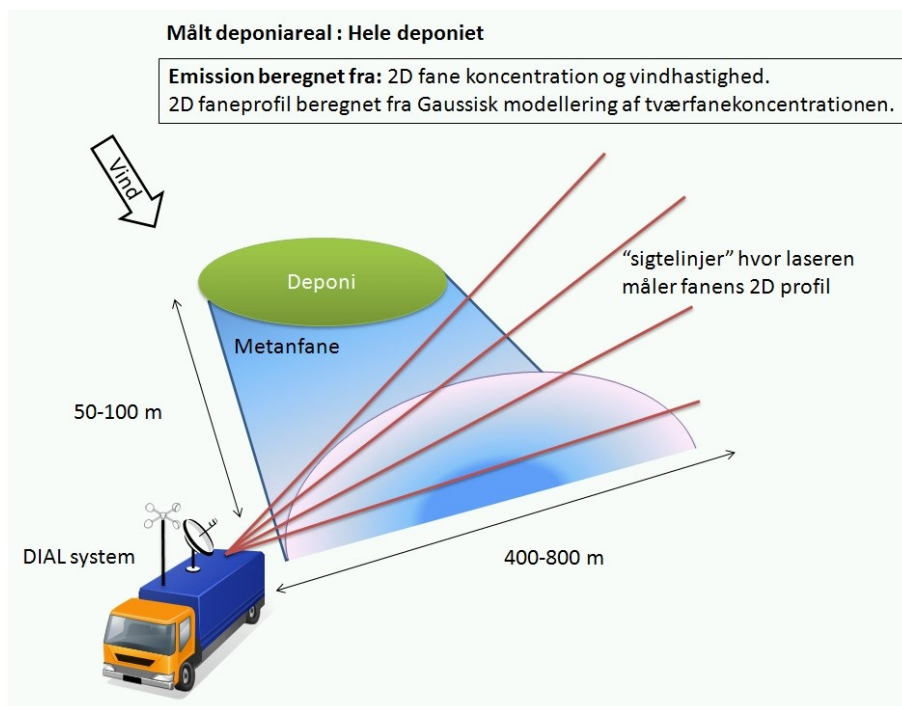 Målt deponiareal : Hele deponiet
Emission beregnet fra: 2D fane koncentration og vindhastighed.
2D faneprofil beregnet fra Gaussisk modellering af tværfanekoncentrationen.
Vind
Deponi
“sigtelinjer” hvor laseren
måler fanens 2D profil
Metanfane
50-100 m
DIAL system
400-800 m